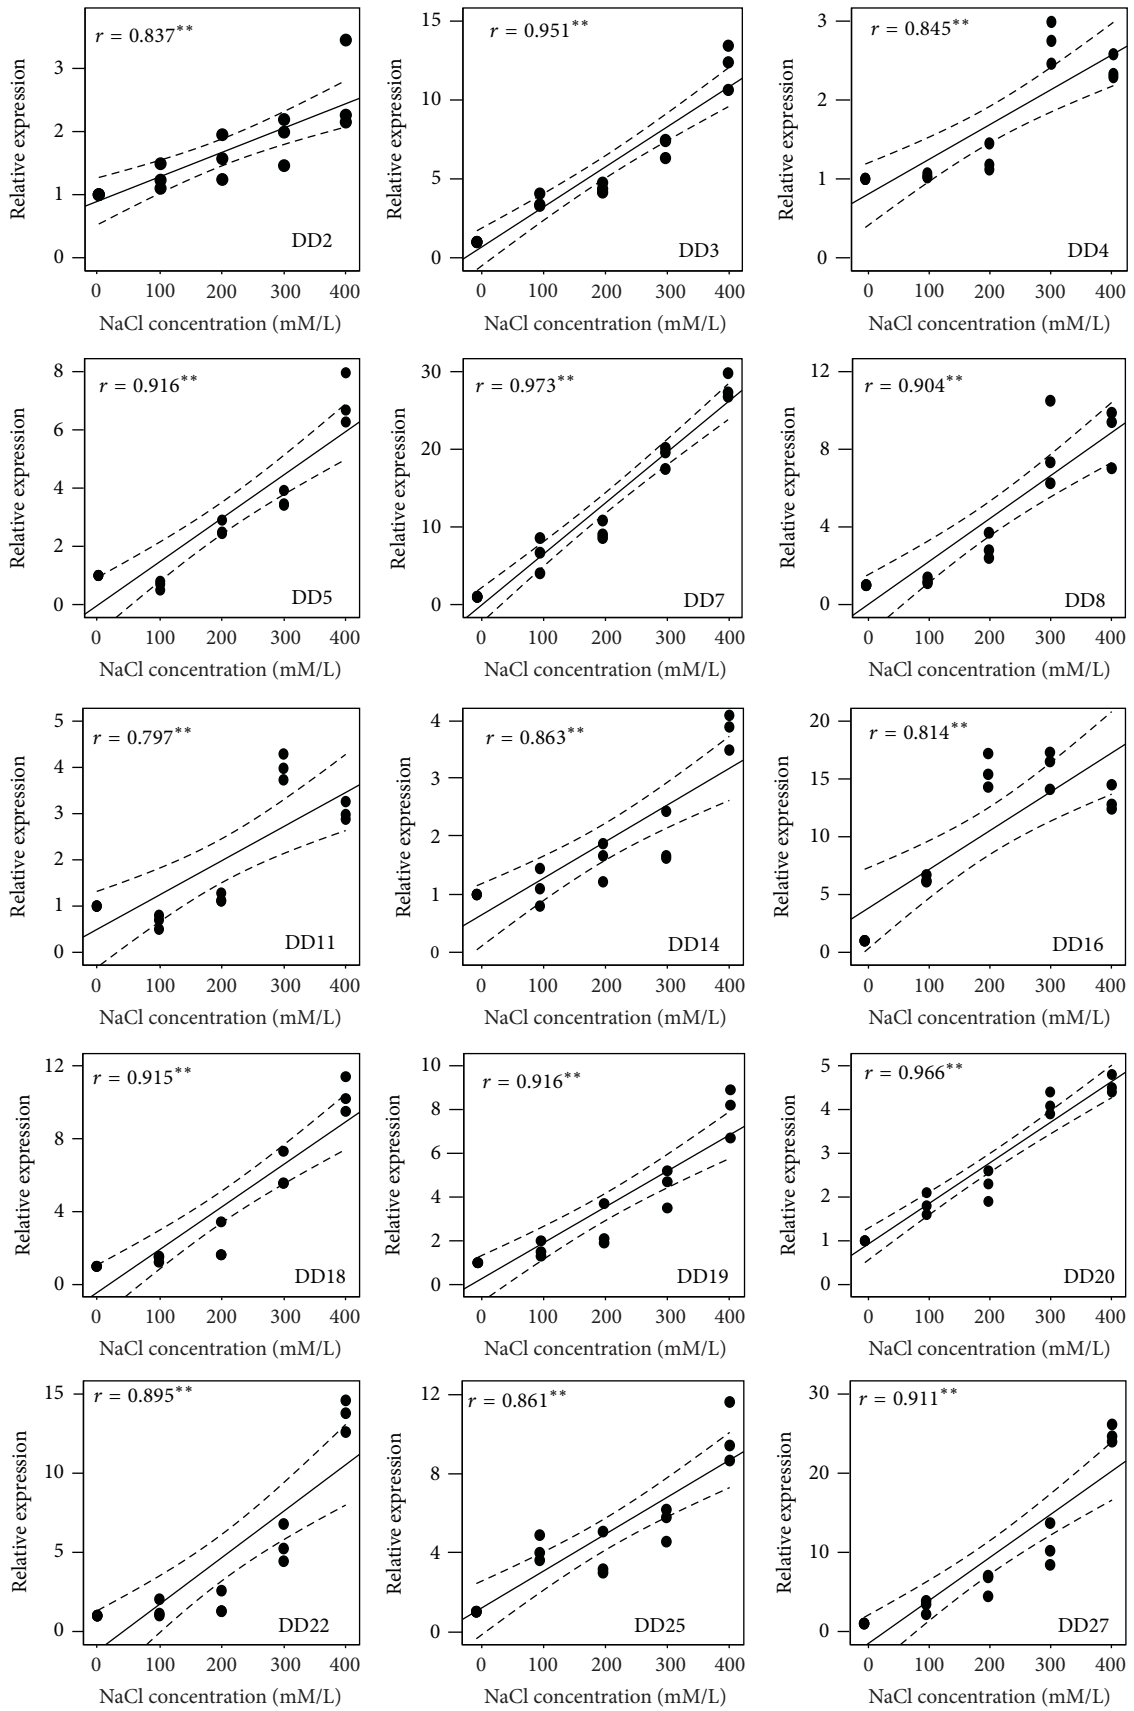 r = 0.837**
Relative expression
3
2
1
0
DD2
0 100 200 300 400
NaCl concentration (mM/L)
r = 0.951**
Relative expression
15
10
5
0
DD3
0 100 200 300 400
NaCl concentration (mM/L)
r = 0.845**
Relative expression
4
3
2
1
0
DD4
0 100 200 300 400
NaCl concentration (mM/L)
r = 0.916**
Relative expression
8
6
4
2
0
DD5
0 100 200 300 400
NaCl concentration (mM/L)
r = 0.973**
Relative expression
30
20
10
0
DD7
0 100 200 300 400
NaCl concentration (mM/L)
r = 0.904**
Relative expression
12
8
4
0
DD8
0 100 200 300 400
NaCl concentration (mM/L)
r = 0.797**
Relative expression
5
4
3
2
1
0
DD11
0 100 200 300 400
NaCl concentration (mM/L)
r = 0.863**
Relative expression
4
3
2
1
0
DD14
0 100 200 300 400
NaCl concentration (mM/L)
r = 0.814**
Relative expression
20
15
10
5
0
DD16
0 100 200 300 400
NaCl concentration (mM/L)
r = 0.915**
Relative expression
12
8
4
0
DD18
0 100 200 300 400
NaCl concentration (mM/L)
r = 0.916**
Relative expression
10
8
6
4
2
0
DD19
0 100 200 300 400
NaCl concentration (mM/L)
r = 0.966**
Relative expression
5
4
3
2
1
0
DD20
0 100 200 300 400
NaCl concentration (mM/L)
r = 0.895**
Relative expression
15
10
5
0
DD22
0 100 200 300 400
NaCl concentration (mM/L)
r = 0.861**
Relative expression
12
8
4
0
DD25
0 100 200 300 400
NaCl concentration (mM/L)
r = 0.911**
Relative expression
30
20
10
0
DD27
0 100 200 300 400
NaCl concentration (mM/L)